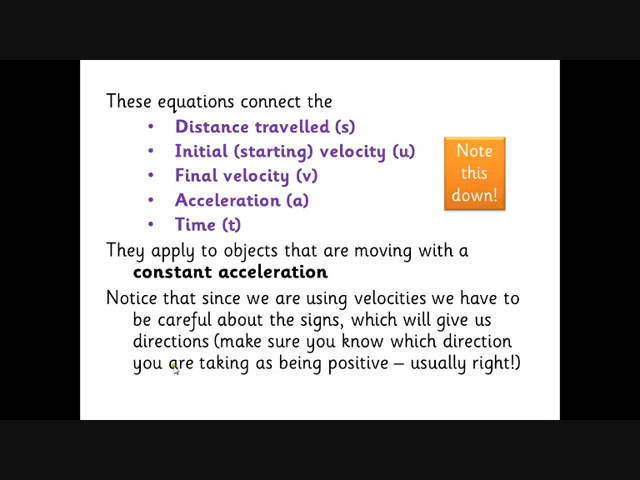 These equations connect the
• Distance travelled (s)
• Initial (starting) velocity (u)
• Final velocity (v)
• Acceleration (a)
• Time (t)
Note
this
down!
They apply to objects that are moving with a
constant acceleration
Notice that since we are using velocities we have to
be careful about the signs, which will give us
directions (make sure you know which direction
you are taking as being positive – usually right!)